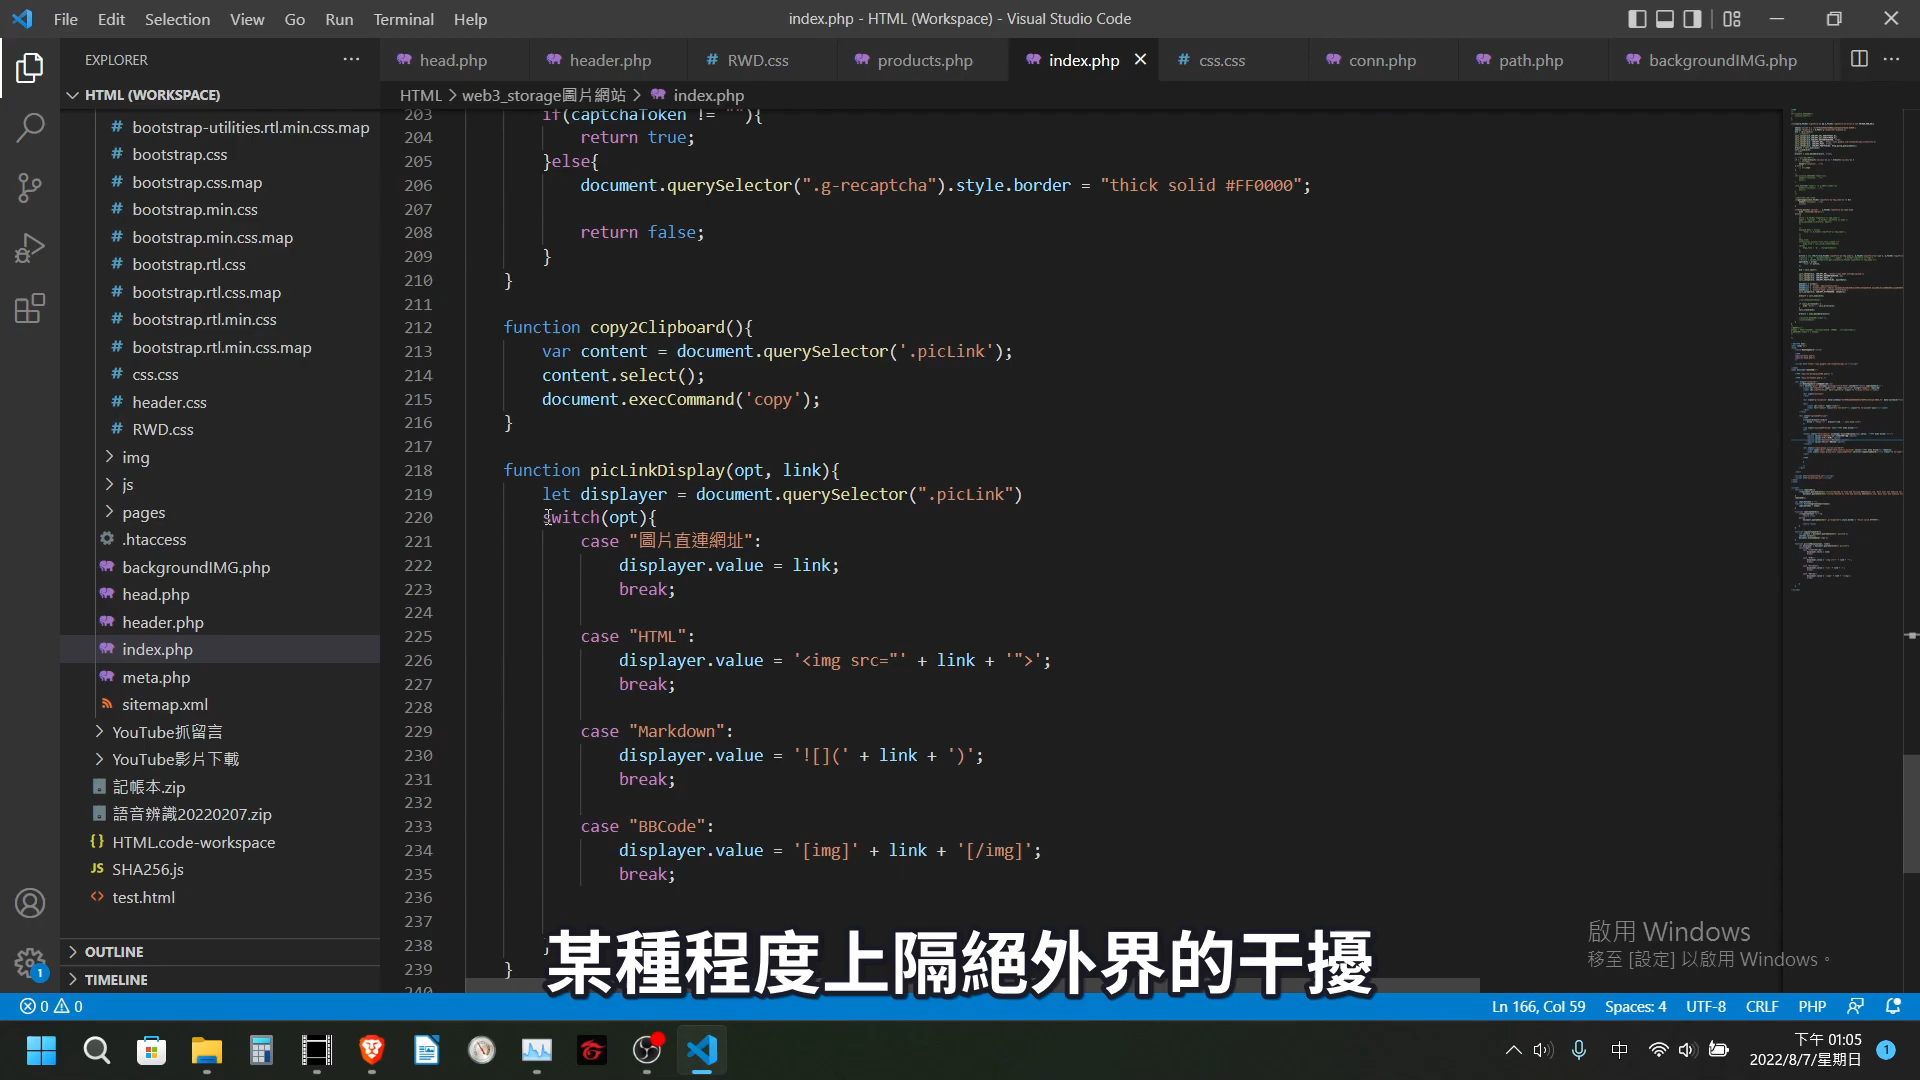 File Edit Selection View Go Run Terminal Help
index.php - HTML (Workspace) - Visual Studio Code
EXPLORER
head.php
header.php
RWD.css
products.php
index.php
css.css
conn.php
path.php
backgroundIMG.php
HTML (WORKSPACE)
HTML > web3_storage圖片網站 > index.php
bootstrap-utilities.rtl.min.css.map
bootstrap.css
bootstrap.css.map
bootstrap.min.css
bootstrap.min.css.map
bootstrap.rtl.css
bootstrap.rtl.css.map
bootstrap.rtl.min.css
bootstrap.rtl.min.css.map
css.css
header.css
RWD.css
img
js
pages
.htaccess
backgroundIMG.php
head.php
header.php
index.php
meta.php
sitemap.xml
YouTube抓留言
YouTube影片下載
記帳本.zip
語音辨識20220207.zip
HTML.code-workspace
SHA256.js
test.html
OUTLINE
TIMELINE
203 if(captchaToken != ""){
204 return true;
205 }else{
206 document.querySelector(".g-recaptcha").style.border = "thick solid #FF0000";
207
208 return false;
209 }
210 }
211
212 function copy2Clipboard(){
213 var content = document.querySelector('.picLink');
214 content.select();
215 document.execCommand('copy');
216 }
217
218 function picLinkDisplay(opt, link){
219 let displayer = document.querySelector(".picLink")
220 switch(opt){
221 case "圖片直連網址":
222 displayer.value = link;
223 break;
224
225 case "HTML":
226 displayer.value = '<img src="' + link + '">';
227 break;
228
229 case "Markdown":
230 displayer.value = '![](' + link + ')';
231 break;
232
233 case "BBCode":
234 displayer.value = '[img]' + link + '[/img]';
235 break;
236
237
238
239 }
240
某種程度上隔絕外界的干擾
啟用 Windows
移至 [設定] 以啟用 Windows。
0 0
Ln 166, Col 59 Spaces: 4 UTF-8 CRLF PHP
中
下午 01:05
2022/8/7/星期日
1
1